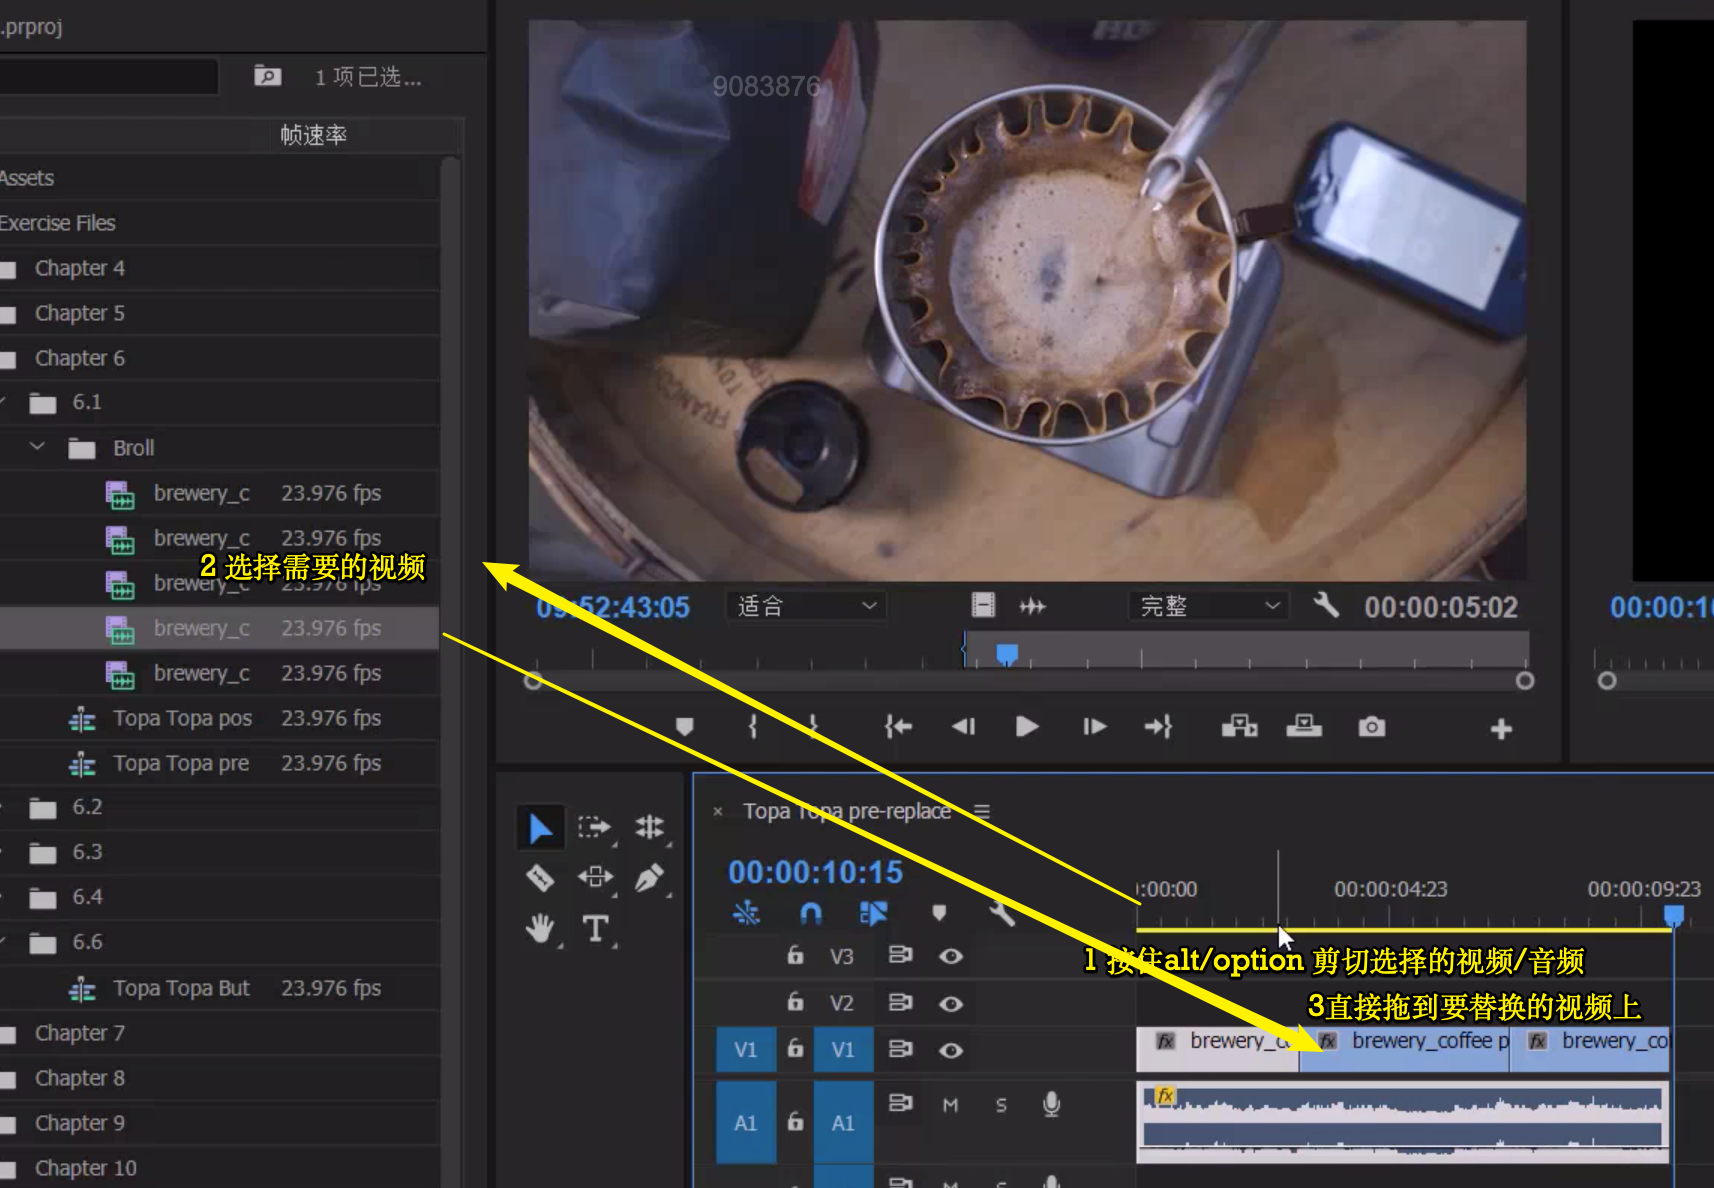 .prproj
1 项已选...
帧速率
Assets
Exercise Files
Chapter 4
Chapter 5
Chapter 6
6.1
Broll
brewery_c 23.976 fps
brewery_c 23.976 fps
brewery_c 23.976 fps
brewery_c 23.976 fps
brewery_c 23.976 fps
Topa Topa pos 23.976 fps
Topa Topa pre 23.976 fps
6.2
6.3
6.4
6.6
Topa Topa But 23.976 fps
Chapter 7
Chapter 8
Chapter 9
Chapter 10
2 选择需要的视频
9083876
09:52:43:05
适合
完整
00:00:05:02
00:00:1
T
× Topa Topa pre-replace
00:00:10:15
:00:00
00:00:04:23
00:00:09:23
1 按住alt/option 剪切选择的视频/音频
3直接拖到要替换的视频上
V3
V2
V1 V1
fx brewery_c
fx brewery_coffee p
fx brewery_co
A1 A1
M S
fx